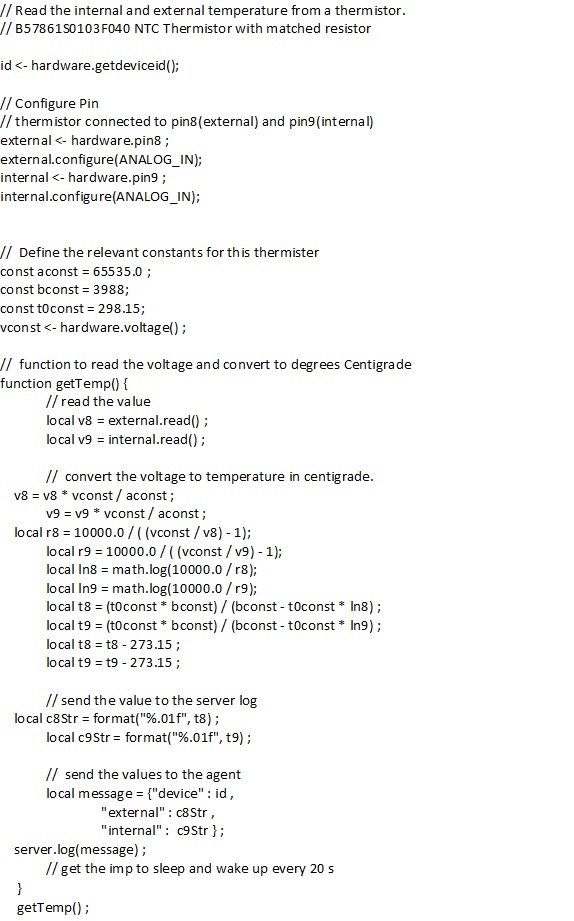 // Read the internal and external temperature from a thermistor.
// B57861S0103F040 NTC Thermistor with matched resistor
id <- hardware.getdeviceid();
// Configure Pin
// thermistor connected to pin8(external) and pin9(internal)
external <- hardware.pin8 ;
external.configure(ANALOG_IN);
internal <- hardware.pin9 ;
internal.configure(ANALOG_IN);
// Define the relevant constants for this thermister
const aconst = 65535.0 ;
const bconst = 3988;
const t0const = 298.15;
vconst <- hardware.voltage() ;
// function to read the voltage and convert to degrees Centigrade
function getTemp() {
// read the value
local v8 = external.read() ;
local v9 = internal.read() ;
// convert the voltage to temperature in centigrade.
v8 = v8 * vconst / aconst ;
v9 = v9 * vconst / aconst ;
local r8 = 10000.0 / ( (vconst / v8) - 1);
local r9 = 10000.0 / ( (vconst / v9) - 1);
local ln8 = math.log(10000.0 / r8);
local ln9 = math.log(10000.0 / r9);
local t8 = (t0const * bconst) / (bconst - t0const * ln8) ;
local t9 = (t0const * bconst) / (bconst - t0const * ln9) ;
local t8 = t8 - 273.15 ;
local t9 = t9 - 273.15 ;
// send the value to the server log
local c8Str = format("%.01f", t8) ;
local c9Str = format("%.01f", t9) ;
// send the values to the agent
local message = {"device" : id ,
"external" : c8Str ,
"internal" : c9Str } ;
server.log(message) ;
// get the imp to sleep and wake up every 20 s
}
getTemp() ;